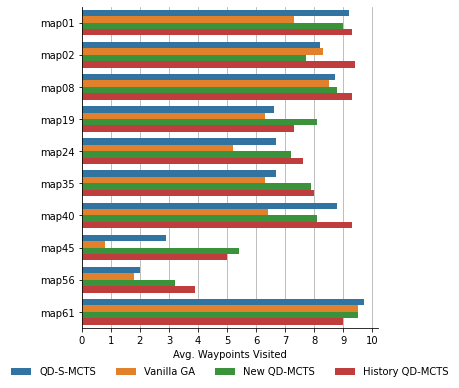 map01
map02
map08
map19
map24
map35
map40
map45
map56
map61
0 1 2 3 4 5 6 7 8 9 10
Avg. Waypoints Visited
QD-S-MCTS Vanilla GA New QD-MCTS History QD-MCTS